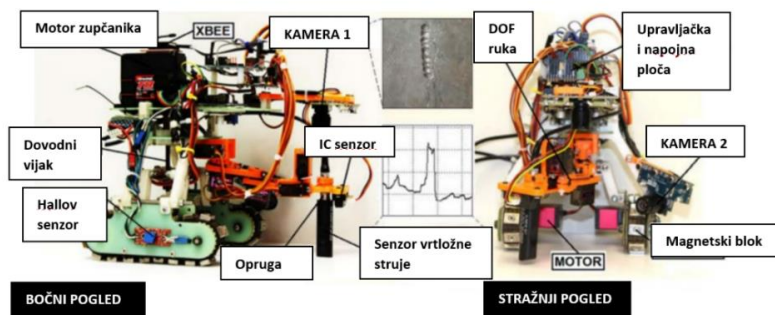 Motor zupčanika
XBEE
KAMERA 1
DOF
ruka
Upravljačka
i napojna
ploča
Dovodni
vijak
IC senzor
KAMERA 2
Hallov
senzor
Opruga
Senzor vrtložne
struje
MOTOR
Magnetski blok
BOČNI POGLED
STRAŽNJI POGLED